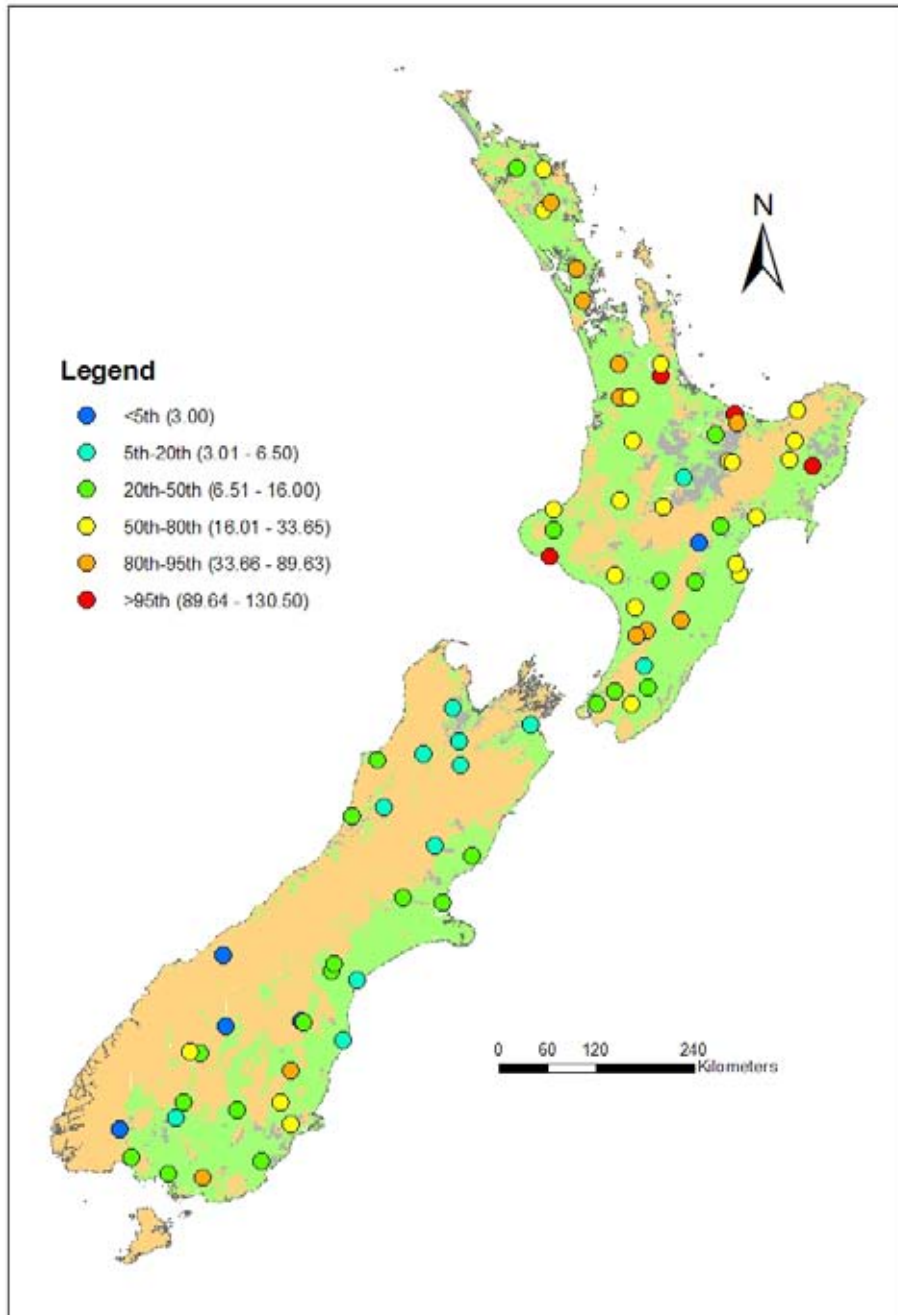 N
Legend
<5th (3.00)
5th-20th (3.01 - 6.50)
20th-50th (6.51 - 16.00)
50th-80th (16.01 - 33.65)
80th-95th (33.66 - 89.63)
>95th (89.64 - 130.50)
0 60 120 240
Kilometers